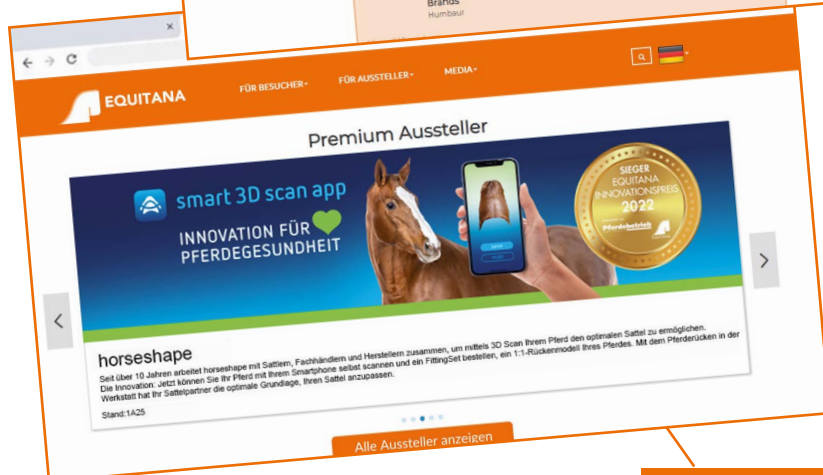 Brands
Humbaur
EQUITANA
FÜR BESUCHER
FÜR AUSSTELLER
MEDIA
Premium Aussteller
smart 3D scan app
INNOVATION FÜR
PFERDEGESUNDHEIT
SIEGER
EQUITANA
INNOVATIONSPREIS
2022
Pferdebetrieb
horseshape
Seit über 10 Jahren arbeitet horseshape mit Sattlern, Fachhändlern und Herstellern zusammen, um mittels 3D Scan Ihrem Pferd den optimalen Sattel zu ermöglichen.
Die Innovation: Jetzt können Sie Ihr Pferd mit Ihrem Smartphone selbst scannen und ein FittingSet bestellen, ein 1:1-Rückenmodell Ihres Pferdes. Mit dem Pferderücken in der
Werkstatt hat Ihr Sattelpartner die optimale Grundlage, Ihren Sattel anzupassen.
Stand:1A25
Alle Aussteller anzeigen